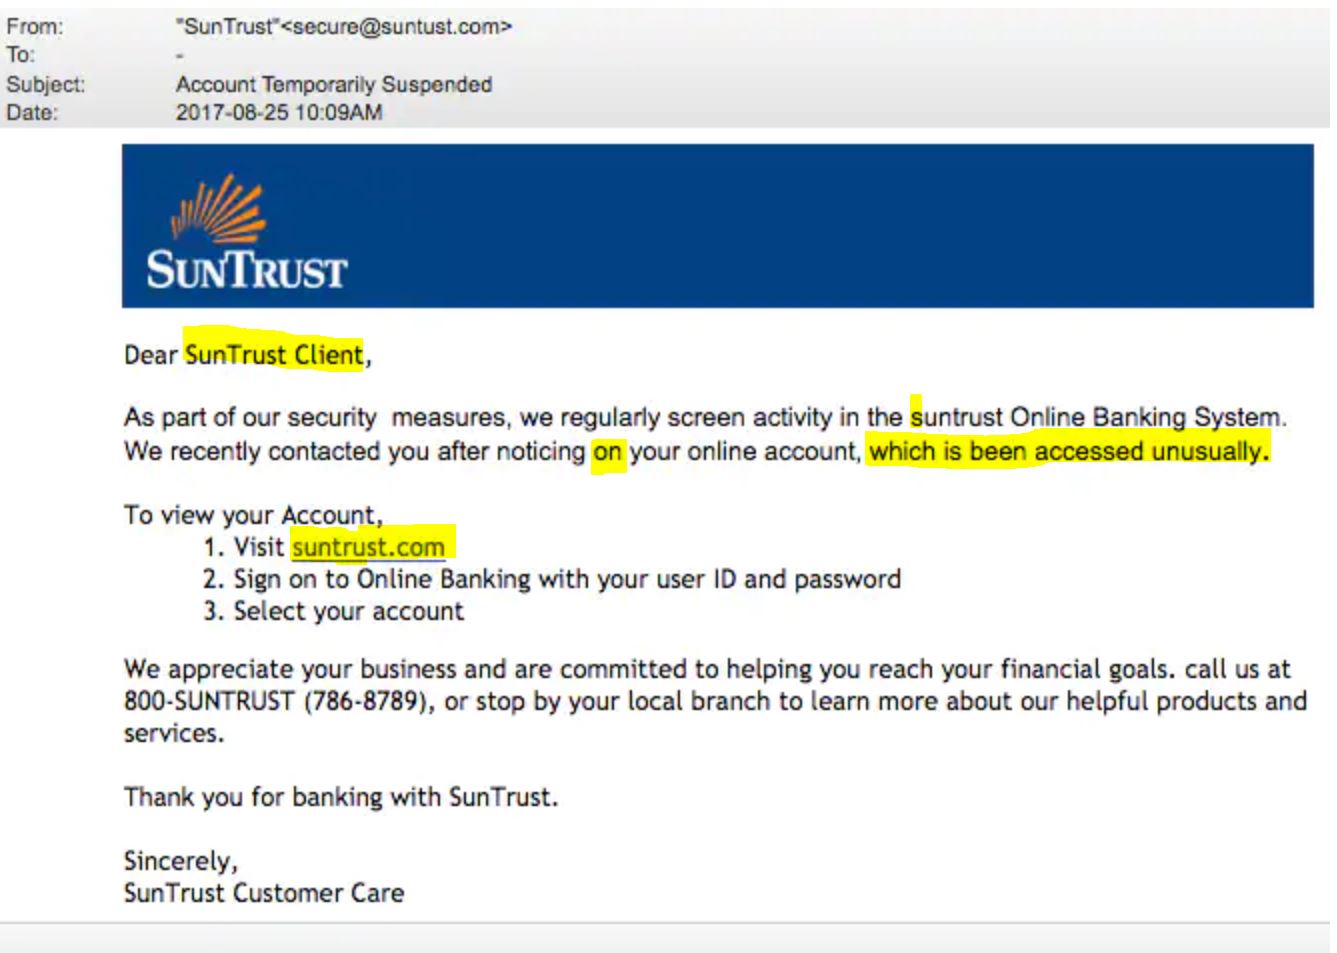 From: "SunTrust"<secure@suntust.com>
To: -
Subject: Account Temporarily Suspended
Date: 2017-08-25 10:09AM
SUNTRUST
Dear SunTrust Client,
As part of our security  measures, we regularly screen activity in the suntrust Online Banking System.
We recently contacted you after noticing on your online account, which is been accessed unusually.
To view your Account,
1. Visit suntrust.com
2. Sign on to Online Banking with your user ID and password
3. Select your account
We appreciate your business and are committed to helping you reach your financial goals. call us at
800-SUNTRUST (786-8789), or stop by your local branch to learn more about our helpful products and
services.
Thank you for banking with SunTrust.
Sincerely,
SunTrust Customer Care